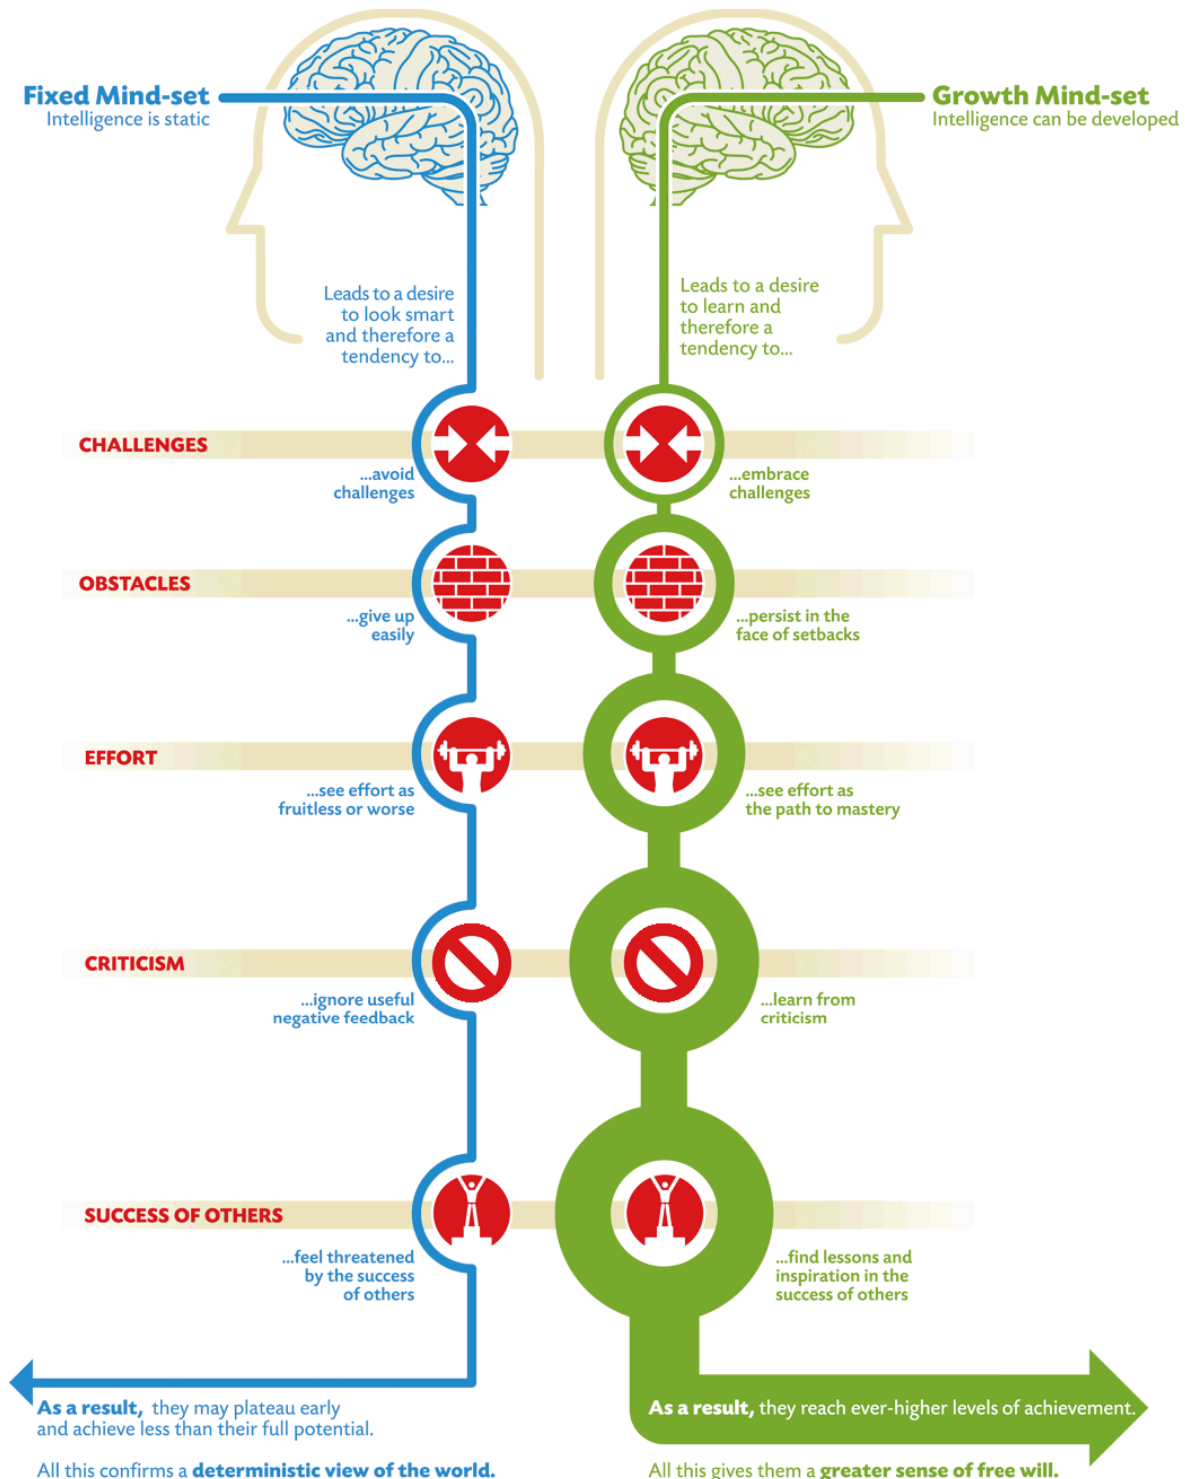 Fixed Mind-set
Intelligence is static
Growth Mind-set
Intelligence can be developed
Leads to a desire
to look smart
and therefore a
tendency to...
Leads to a desire
to learn and
therefore a
tendency to...
CHALLENGES
...avoid
challenges
...embrace
challenges
OBSTACLES
...give up
easily
...persist in the
face of setbacks
EFFORT
...see effort as
fruitless or worse
...see effort as
the path to mastery
CRITICISM
...ignore useful
negative feedback
...learn from
criticism
SUCCESS OF OTHERS
...feel threatened
by the success
of others
...find lessons and
inspiration in the
success of others
As a result, they may plateau early
and achieve less than their full potential.
All this confirms a deterministic view of the world.
As a result, they reach ever-higher levels of achievement.
All this gives them a greater sense of free will.